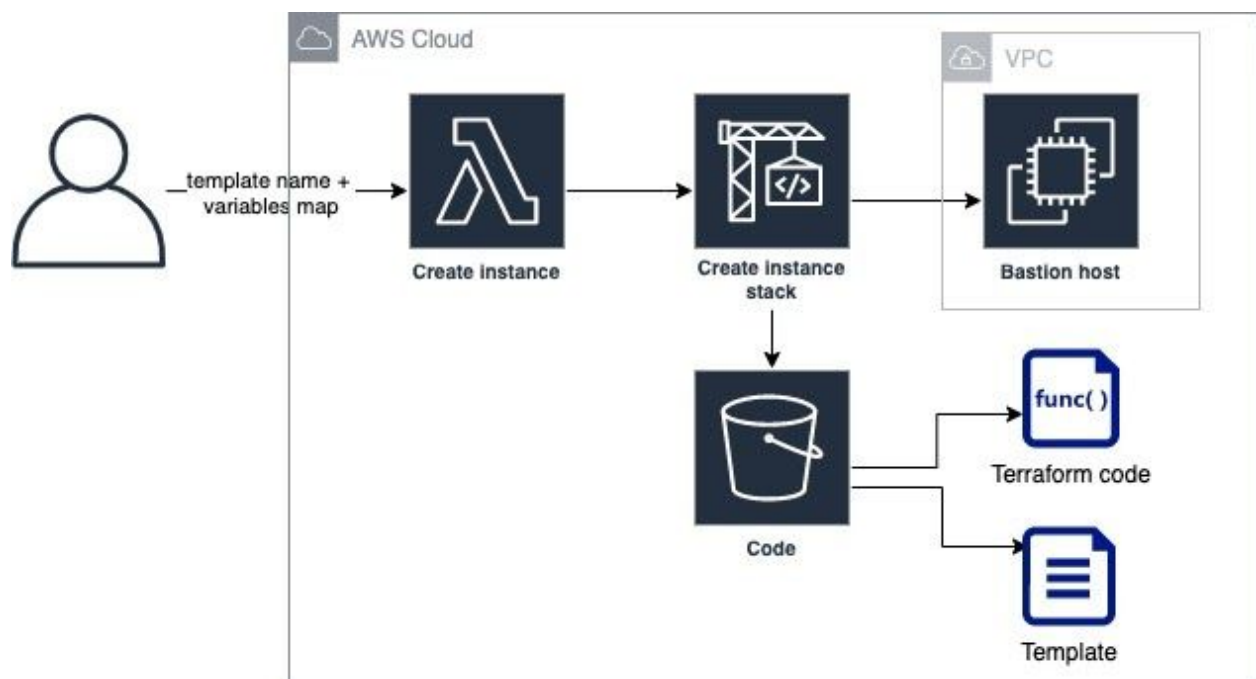 AWS Cloud
VPC
template name +
variables map
Create instance
Create instance
stack
</>
Bastion host
func( )
Terraform code
Code
Template